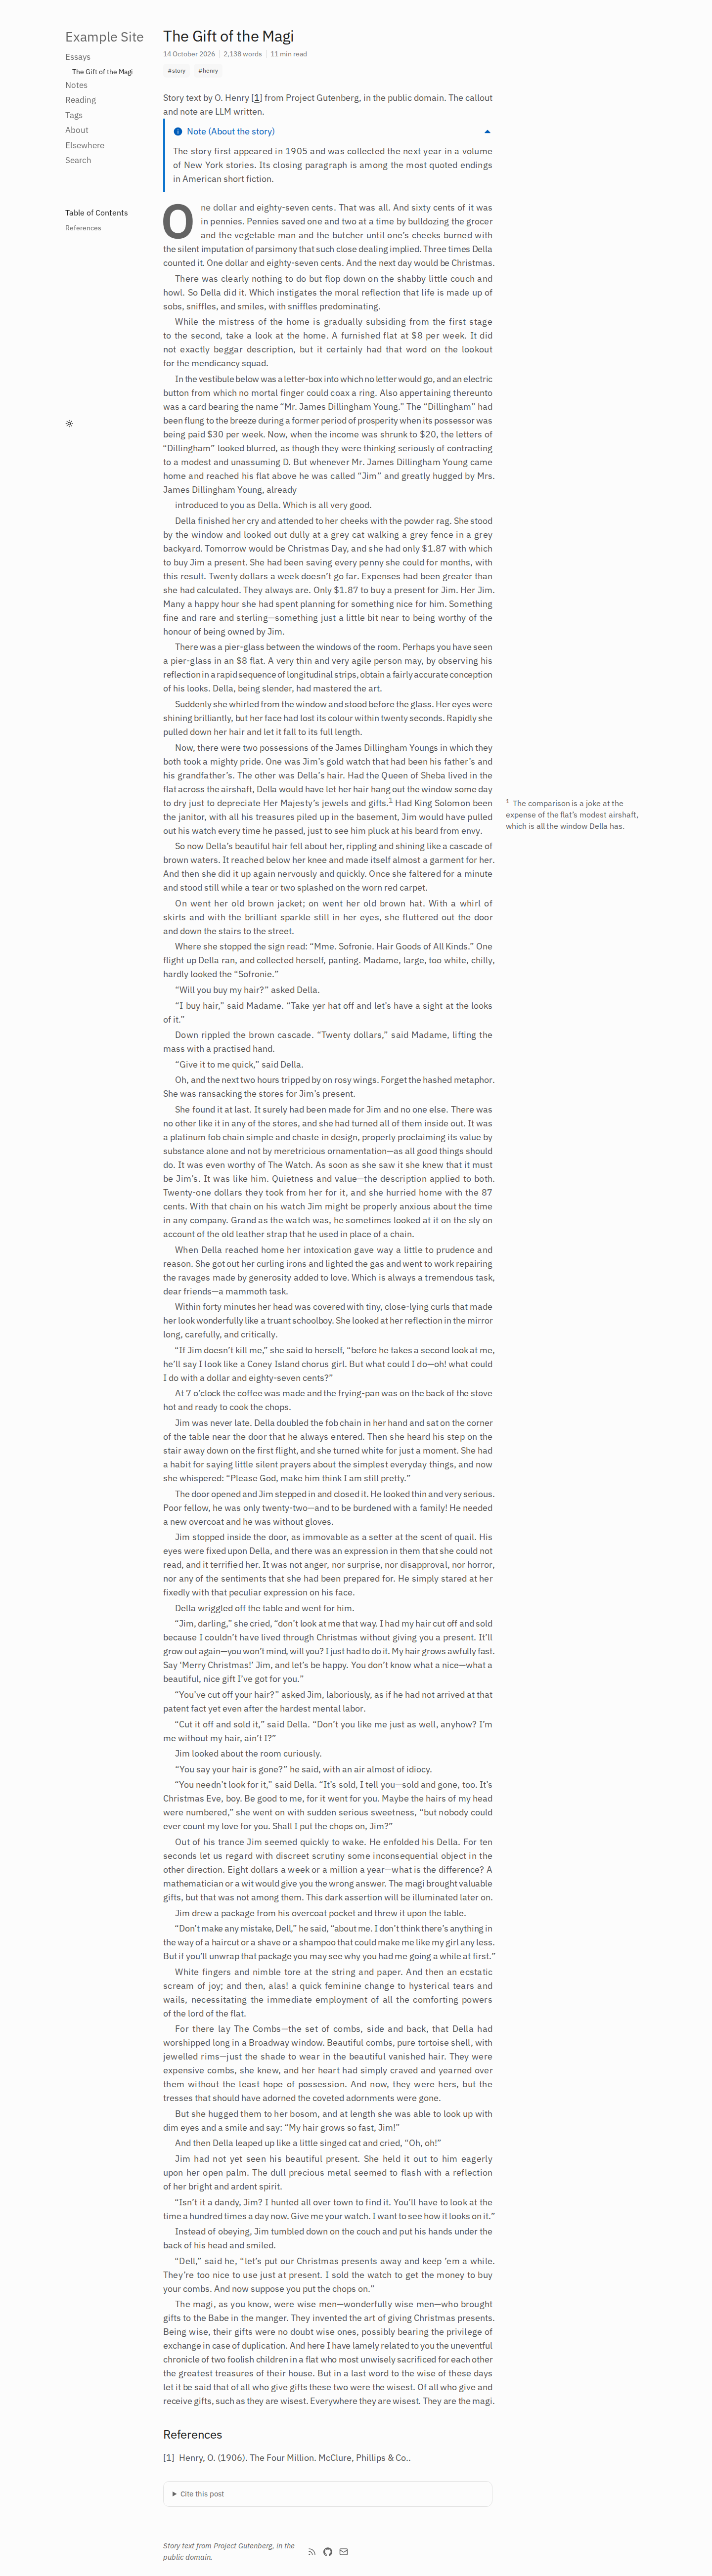 Example Site
Essays
The Gift of the Magi
Notes
Reading
Tags
About
Elsewhere
Search
Table of Contents
References
The Gift of the Magi
14 October 2026 | 2,138 words | 11 min read
#story #henry
Story text by O. Henry [1] from Project Gutenberg, in the public domain. The callout
and note are LLM written.
Note (About the story)
The story first appeared in 1905 and was collected the next year in a volume
of New York stories. Its closing paragraph is among the most quoted endings
in American short fiction.
One dollar and eighty-seven cents. That was all. And sixty cents of it was
in pennies. Pennies saved one and two at a time by bulldozing the grocer
and the vegetable man and the butcher until one’s cheeks burned with
the silent imputation of parsimony that such close dealing implied. Three times Della
counted it. One dollar and eighty-seven cents. And the next day would be Christmas.
There was clearly nothing to do but flop down on the shabby little couch and
howl. So Della did it. Which instigates the moral reflection that life is made up of
sobs, sniffles, and smiles, with sniffles predominating.
While the mistress of the home is gradually subsiding from the first stage
to the second, take a look at the home. A furnished flat at $8 per week. It did
not exactly beggar description, but it certainly had that word on the lookout
for the mendicancy squad.
In the vestibule below was a letter-box into which no letter would go, and an electric
button from which no mortal finger could coax a ring. Also appertaining thereunto
was a card bearing the name “Mr. James Dillingham Young.” The “Dillingham” had
been flung to the breeze during a former period of prosperity when its possessor was
being paid $30 per week. Now, when the income was shrunk to $20, the letters of
“Dillingham” looked blurred, as though they were thinking seriously of contracting
to a modest and unassuming D. But whenever Mr. James Dillingham Young came
home and reached his flat above he was called “Jim” and greatly hugged by Mrs.
James Dillingham Young, already
introduced to you as Della. Which is all very good.
Della finished her cry and attended to her cheeks with the powder rag. She stood
by the window and looked out dully at a grey cat walking a grey fence in a grey
backyard. Tomorrow would be Christmas Day, and she had only $1.87 with which
to buy Jim a present. She had been saving every penny she could for months, with
this result. Twenty dollars a week doesn’t go far. Expenses had been greater than
she had calculated. They always are. Only $1.87 to buy a present for Jim. Her Jim.
Many a happy hour she had spent planning for something nice for him. Something
fine and rare and sterling—something just a little bit near to being worthy of the
honour of being owned by Jim.
There was a pier-glass between the windows of the room. Perhaps you have seen
a pier-glass in an $8 flat. A very thin and very agile person may, by observing his
reflection in a rapid sequence of longitudinal strips, obtain a fairly accurate conception
of his looks. Della, being slender, had mastered the art.
Suddenly she whirled from the window and stood before the glass. Her eyes were
shining brilliantly, but her face had lost its colour within twenty seconds. Rapidly she
pulled down her hair and let it fall to its full length.
Now, there were two possessions of the James Dillingham Youngs in which they
both took a mighty pride. One was Jim’s gold watch that had been his father’s and
his grandfather’s. The other was Della’s hair. Had the Queen of Sheba lived in the
flat across the airshaft, Della would have let her hair hang out the window some day
to dry just to depreciate Her Majesty’s jewels and gifts.1 Had King Solomon been
the janitor, with all his treasures piled up in the basement, Jim would have pulled
out his watch every time he passed, just to see him pluck at his beard from envy.
1 The comparison is a joke at the
expense of the flat’s modest airshaft,
which is all the window Della has.
So now Della’s beautiful hair fell about her, rippling and shining like a cascade of
brown waters. It reached below her knee and made itself almost a garment for her.
And then she did it up again nervously and quickly. Once she faltered for a minute
and stood still while a tear or two splashed on the worn red carpet.
On went her old brown jacket; on went her old brown hat. With a whirl of
skirts and with the brilliant sparkle still in her eyes, she fluttered out the door
and down the stairs to the street.
Where she stopped the sign read: “Mme. Sofronie. Hair Goods of All Kinds.” One
flight up Della ran, and collected herself, panting. Madame, large, too white, chilly,
hardly looked the “Sofronie.”
“Will you buy my hair?” asked Della.
“I buy hair,” said Madame. “Take yer hat off and let’s have a sight at the looks
of it.”
Down rippled the brown cascade. “Twenty dollars,” said Madame, lifting the
mass with a practised hand.
“Give it to me quick,” said Della.
Oh, and the next two hours tripped by on rosy wings. Forget the hashed metaphor.
She was ransacking the stores for Jim’s present.
She found it at last. It surely had been made for Jim and no one else. There was
no other like it in any of the stores, and she had turned all of them inside out. It was
a platinum fob chain simple and chaste in design, properly proclaiming its value by
substance alone and not by meretricious ornamentation—as all good things should
do. It was even worthy of The Watch. As soon as she saw it she knew that it must
be Jim’s. It was like him. Quietness and value—the description applied to both.
Twenty-one dollars they took from her for it, and she hurried home with the 87
cents. With that chain on his watch Jim might be properly anxious about the time
in any company. Grand as the watch was, he sometimes looked at it on the sly on
account of the old leather strap that he used in place of a chain.
When Della reached home her intoxication gave way a little to prudence and
reason. She got out her curling irons and lighted the gas and went to work repairing
the ravages made by generosity added to love. Which is always a tremendous task,
dear friends—a mammoth task.
Within forty minutes her head was covered with tiny, close-lying curls that made
her look wonderfully like a truant schoolboy. She looked at her reflection in the mirror
long, carefully, and critically.
“If Jim doesn’t kill me,” she said to herself, “before he takes a second look at me,
he’ll say I look like a Coney Island chorus girl. But what could I do—oh! what could
I do with a dollar and eighty-seven cents?”
At 7 o’clock the coffee was made and the frying-pan was on the back of the stove
hot and ready to cook the chops.
Jim was never late. Della doubled the fob chain in her hand and sat on the corner
of the table near the door that he always entered. Then she heard his step on the
stair away down on the first flight, and she turned white for just a moment. She had
a habit for saying little silent prayers about the simplest everyday things, and now
she whispered: “Please God, make him think I am still pretty.”
The door opened and Jim stepped in and closed it. He looked thin and very serious.
Poor fellow, he was only twenty-two—and to be burdened with a family! He needed
a new overcoat and he was without gloves.
Jim stopped inside the door, as immovable as a setter at the scent of quail. His
eyes were fixed upon Della, and there was an expression in them that she could not
read, and it terrified her. It was not anger, nor surprise, nor disapproval, nor horror,
nor any of the sentiments that she had been prepared for. He simply stared at her
fixedly with that peculiar expression on his face.
Della wriggled off the table and went for him.
“Jim, darling,” she cried, “don’t look at me that way. I had my hair cut off and sold
because I couldn’t have lived through Christmas without giving you a present. It’ll
grow out again—you won’t mind, will you? I just had to do it. My hair grows awfully fast.
Say ‘Merry Christmas!’ Jim, and let’s be happy. You don’t know what a nice—what a
beautiful, nice gift I’ve got for you.”
“You’ve cut off your hair?” asked Jim, laboriously, as if he had not arrived at that
patent fact yet even after the hardest mental labor.
“Cut it off and sold it,” said Della. “Don’t you like me just as well, anyhow? I’m
me without my hair, ain’t I?”
Jim looked about the room curiously.
“You say your hair is gone?” he said, with an air almost of idiocy.
“You needn’t look for it,” said Della. “It’s sold, I tell you—sold and gone, too. It’s
Christmas Eve, boy. Be good to me, for it went for you. Maybe the hairs of my head
were numbered,” she went on with sudden serious sweetness, “but nobody could
ever count my love for you. Shall I put the chops on, Jim?”
Out of his trance Jim seemed quickly to wake. He enfolded his Della. For ten
seconds let us regard with discreet scrutiny some inconsequential object in the
other direction. Eight dollars a week or a million a year—what is the difference? A
mathematician or a wit would give you the wrong answer. The magi brought valuable
gifts, but that was not among them. This dark assertion will be illuminated later on.
Jim drew a package from his overcoat pocket and threw it upon the table.
“Don’t make any mistake, Dell,” he said, “about me. I don’t think there’s anything in
the way of a haircut or a shave or a shampoo that could make me like my girl any less.
But if you’ll unwrap that package you may see why you had me going a while at first.”
White fingers and nimble tore at the string and paper. And then an ecstatic
scream of joy; and then, alas! a quick feminine change to hysterical tears and
wails, necessitating the immediate employment of all the comforting powers
of the lord of the flat.
For there lay The Combs—the set of combs, side and back, that Della had
worshipped long in a Broadway window. Beautiful combs, pure tortoise shell, with
jewelled rims—just the shade to wear in the beautiful vanished hair. They were
expensive combs, she knew, and her heart had simply craved and yearned over
them without the least hope of possession. And now, they were hers, but the
tresses that should have adorned the coveted adornments were gone.
But she hugged them to her bosom, and at length she was able to look up with
dim eyes and a smile and say: “My hair grows so fast, Jim!”
And then Della leaped up like a little singed cat and cried, “Oh, oh!”
Jim had not yet seen his beautiful present. She held it out to him eagerly
upon her open palm. The dull precious metal seemed to flash with a reflection
of her bright and ardent spirit.
“Isn’t it a dandy, Jim? I hunted all over town to find it. You’ll have to look at the
time a hundred times a day now. Give me your watch. I want to see how it looks on it.”
Instead of obeying, Jim tumbled down on the couch and put his hands under the
back of his head and smiled.
“Dell,” said he, “let’s put our Christmas presents away and keep ’em a while.
They’re too nice to use just at present. I sold the watch to get the money to buy
your combs. And now suppose you put the chops on.”
The magi, as you know, were wise men—wonderfully wise men—who brought
gifts to the Babe in the manger. They invented the art of giving Christmas presents.
Being wise, their gifts were no doubt wise ones, possibly bearing the privilege of
exchange in case of duplication. And here I have lamely related to you the uneventful
chronicle of two foolish children in a flat who most unwisely sacrificed for each other
the greatest treasures of their house. But in a last word to the wise of these days
let it be said that of all who give gifts these two were the wisest. Of all who give and
receive gifts, such as they are wisest. Everywhere they are wisest. They are the magi.
References
[1] Henry, O. (1906). The Four Million. McClure, Phillips & Co..
Cite this post
Story text from Project Gutenberg, in the
public domain.